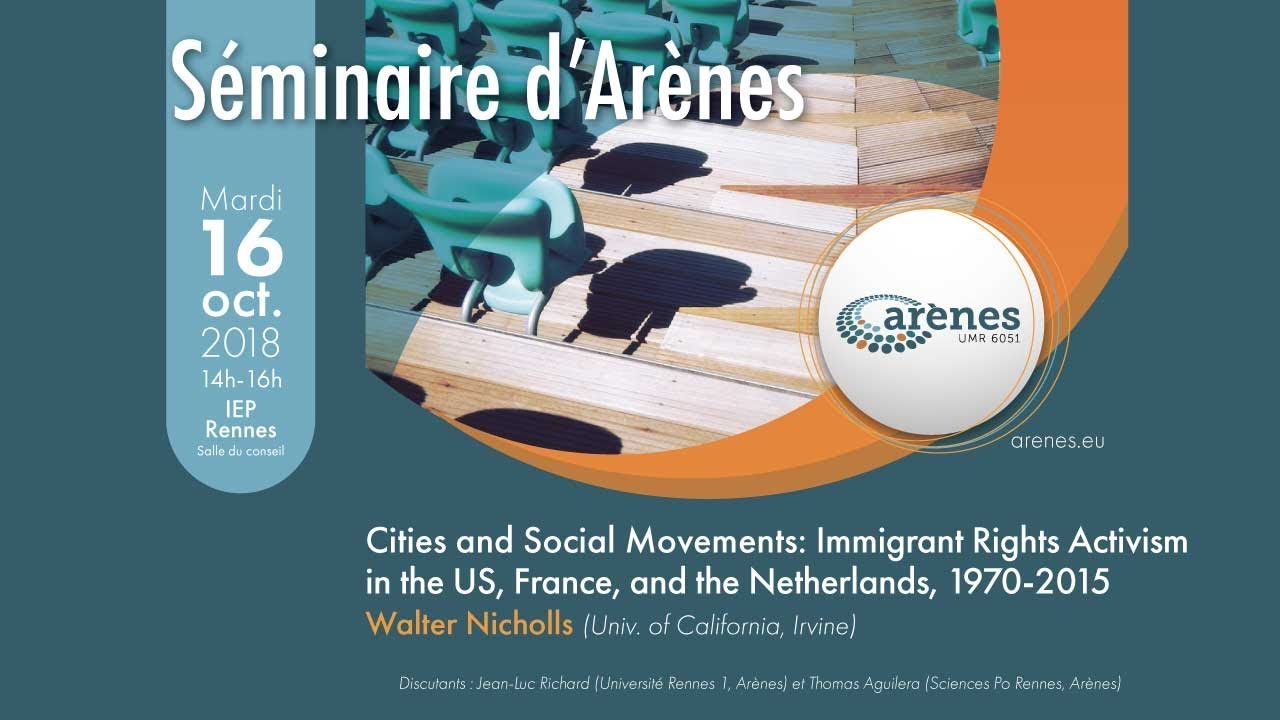 Séminaire d'Arènes
Mardi
16
oct.
2018
14h-16h
IEP
Rennes
Salle du conseil
arènes
UMR 6051
arenes.eu
Cities and Social Movements: Immigrant Rights Activism
in the US, France, and the Netherlands, 1970-2015
Walter Nicholls (Univ. of California, Irvine)
Discutants : Jean-Luc Richard (Université Rennes 1, Arènes) et Thomas Aguilera (Sciences Po Rennes, Arènes)